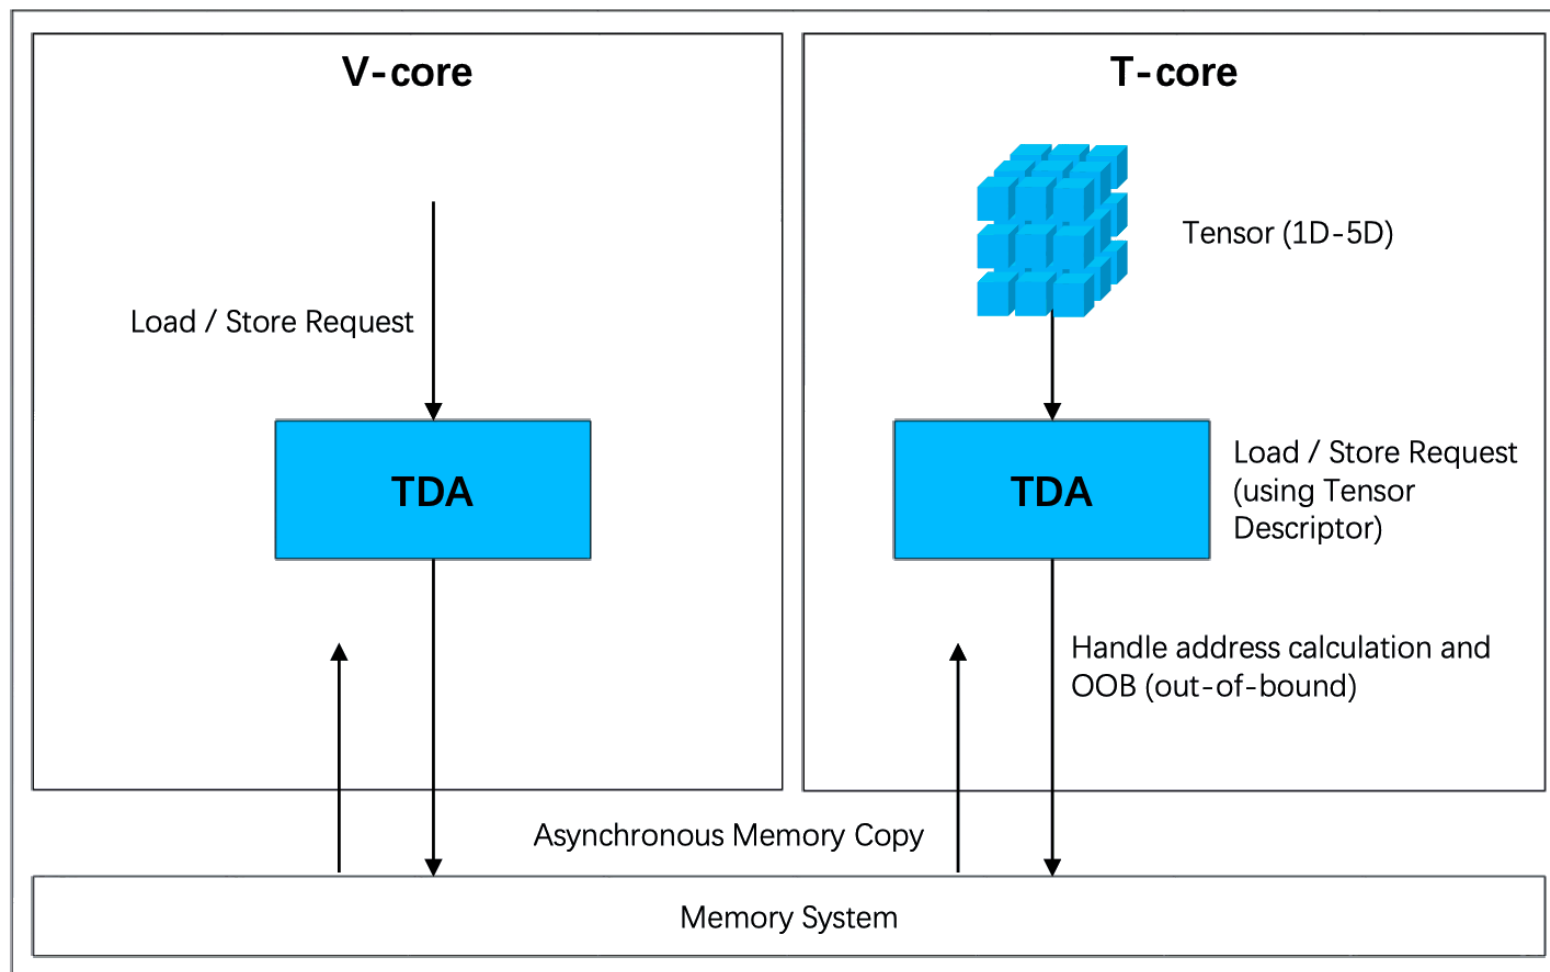 V-core
T-core
Tensor (1D-5D)
Load / Store Request
TDA
TDA
Load / Store Request
(using Tensor
Descriptor)
Handle address calculation and
OOB (out-of-bound)
Asynchronous Memory Copy
Memory System